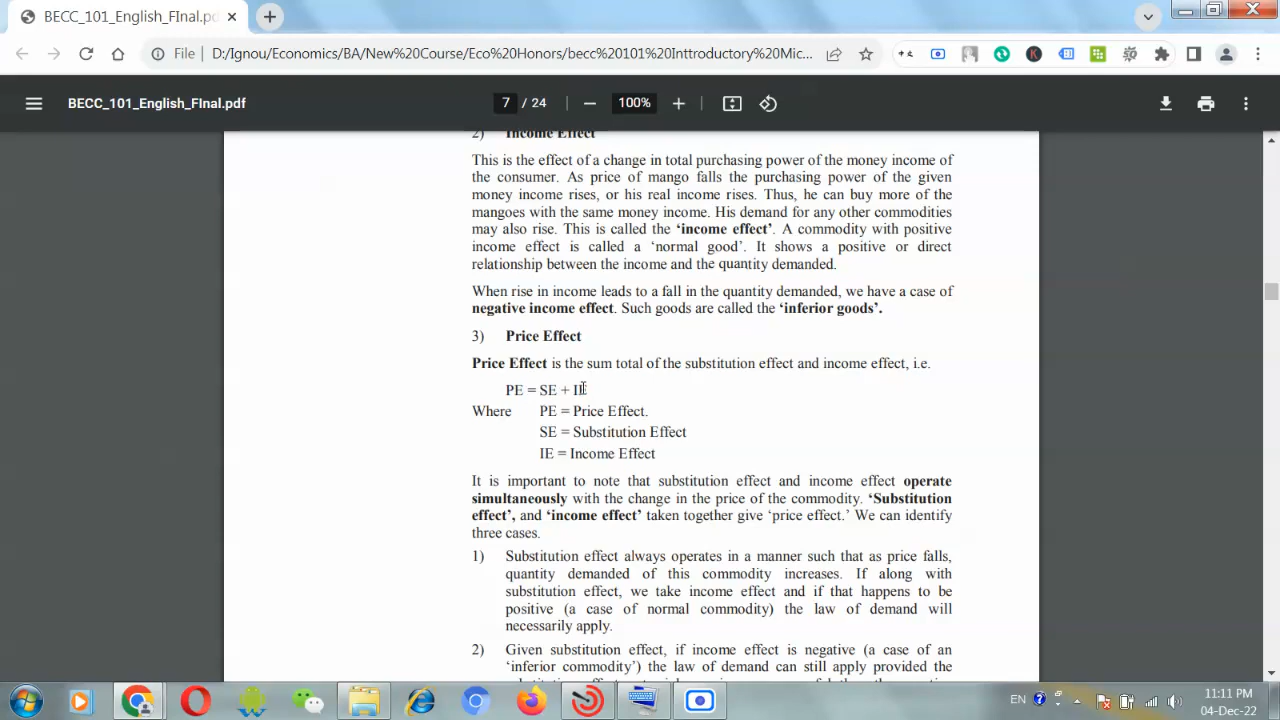 BECC_101_English_FInal.pd
File
D:/Ignou/Economics/BA/New%20Course/Eco%20Honors/becc%20101%20Inttroductory%20Mic...
BECC_101_English_FInal.pdf
7 / 24
100%
2) Income Effect
This is the effect of a change in total purchasing power of the money income of
the consumer. As price of mango falls the purchasing power of the given
money income rises, or his real income rises. Thus, he can buy more of the
mangoes with the same money income. His demand for any other commodities
may also rise. This is called the ‘income effect’. A commodity with positive
income effect is called a ‘normal good’. It shows a positive or direct
relationship between the income and the quantity demanded.
When rise in income leads to a fall in the quantity demanded, we have a case of
negative income effect. Such goods are called the ‘inferior goods’.
3) Price Effect
Price Effect is the sum total of the substitution effect and income effect, i.e.
PE = SE + IE
Where PE = Price Effect.
SE = Substitution Effect
IE = Income Effect
It is important to note that substitution effect and income effect operate
simultaneously with the change in the price of the commodity. ‘Substitution
effect’, and ‘income effect’ taken together give ‘price effect.’ We can identify
three cases.
1) Substitution effect always operates in a manner such that as price falls,
quantity demanded of this commodity increases. If along with
substitution effect, we take income effect and if that happens to be
positive (a case of normal commodity) the law of demand will
necessarily apply.
2) Given substitution effect, if income effect is negative (a case of an
‘inferior commodity’) the law of demand can still apply provided the
EN
11:11 PM
04-Dec-22